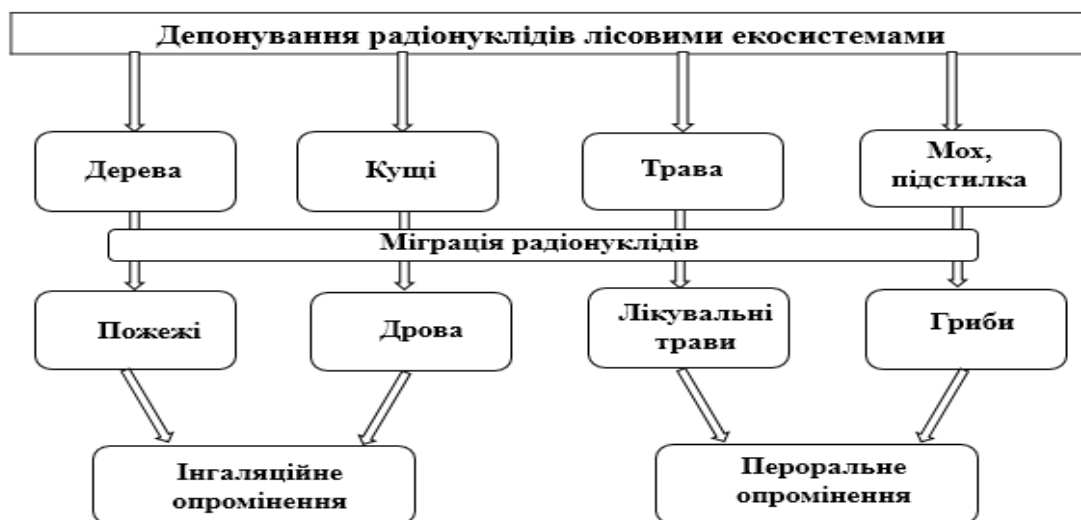 Депонування радіонуклідів лісовими екосистемами
Дерева
Кущі
Трава
Мох,
підстилка
Міграція радіонуклідів
Пожежі
Дрова
Лікувальні
трави
Гриби
Інгаляційне
опромінення
Пероральне
опромінення